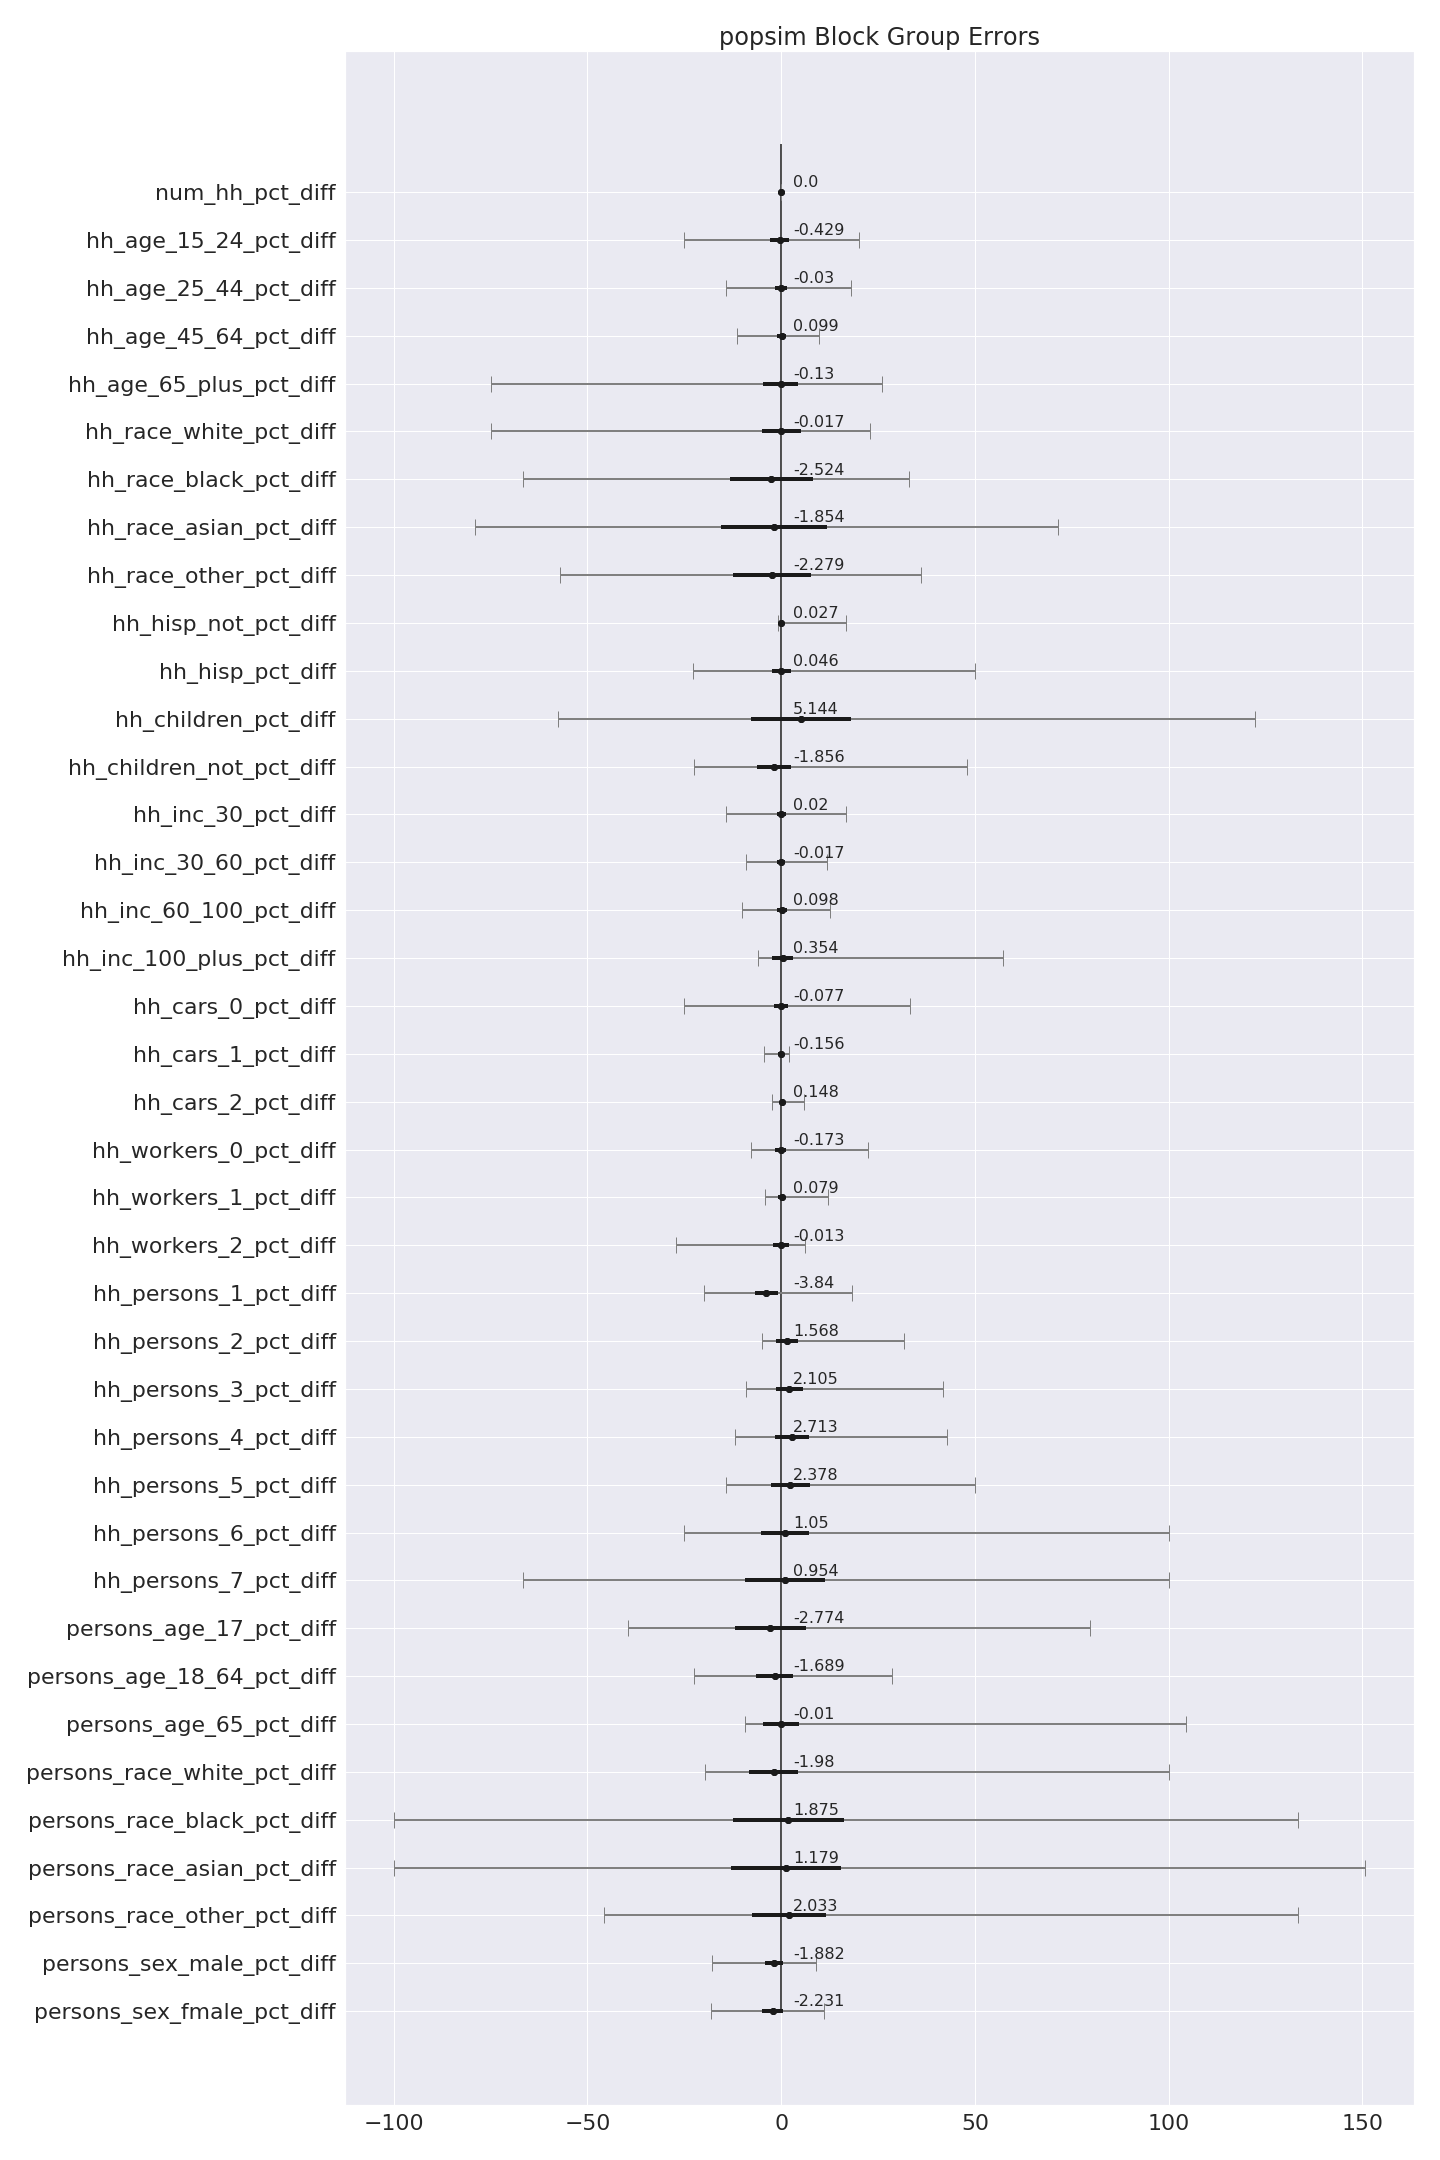 popsim Block Group Errors
num_hh_pct_diff 0.0
hh_age_15_24_pct_diff -0.429
hh_age_25_44_pct_diff -0.03
hh_age_45_64_pct_diff 0.099
hh_age_65_plus_pct_diff -0.13
hh_race_white_pct_diff -0.017
hh_race_black_pct_diff -2.524
hh_race_asian_pct_diff -1.854
hh_race_other_pct_diff -2.279
hh_hisp_not_pct_diff 0.027
hh_hisp_pct_diff 0.046
hh_children_pct_diff 5.144
hh_children_not_pct_diff -1.856
hh_inc_30_pct_diff 0.02
hh_inc_30_60_pct_diff -0.017
hh_inc_60_100_pct_diff 0.098
hh_inc_100_plus_pct_diff 0.354
hh_cars_0_pct_diff -0.077
hh_cars_1_pct_diff -0.156
hh_cars_2_pct_diff 0.148
hh_workers_0_pct_diff -0.173
hh_workers_1_pct_diff 0.079
hh_workers_2_pct_diff -0.013
hh_persons_1_pct_diff -3.84
hh_persons_2_pct_diff 1.568
hh_persons_3_pct_diff 2.105
hh_persons_4_pct_diff 2.713
hh_persons_5_pct_diff 2.378
hh_persons_6_pct_diff 1.05
hh_persons_7_pct_diff 0.954
persons_age_17_pct_diff -2.774
persons_age_18_64_pct_diff -1.689
persons_age_65_pct_diff -0.01
persons_race_white_pct_diff -1.98
persons_race_black_pct_diff 1.875
persons_race_asian_pct_diff 1.179
persons_race_other_pct_diff 2.033
persons_sex_male_pct_diff -1.882
persons_sex_fmale_pct_diff -2.231
−100 −50 0 50 100 150